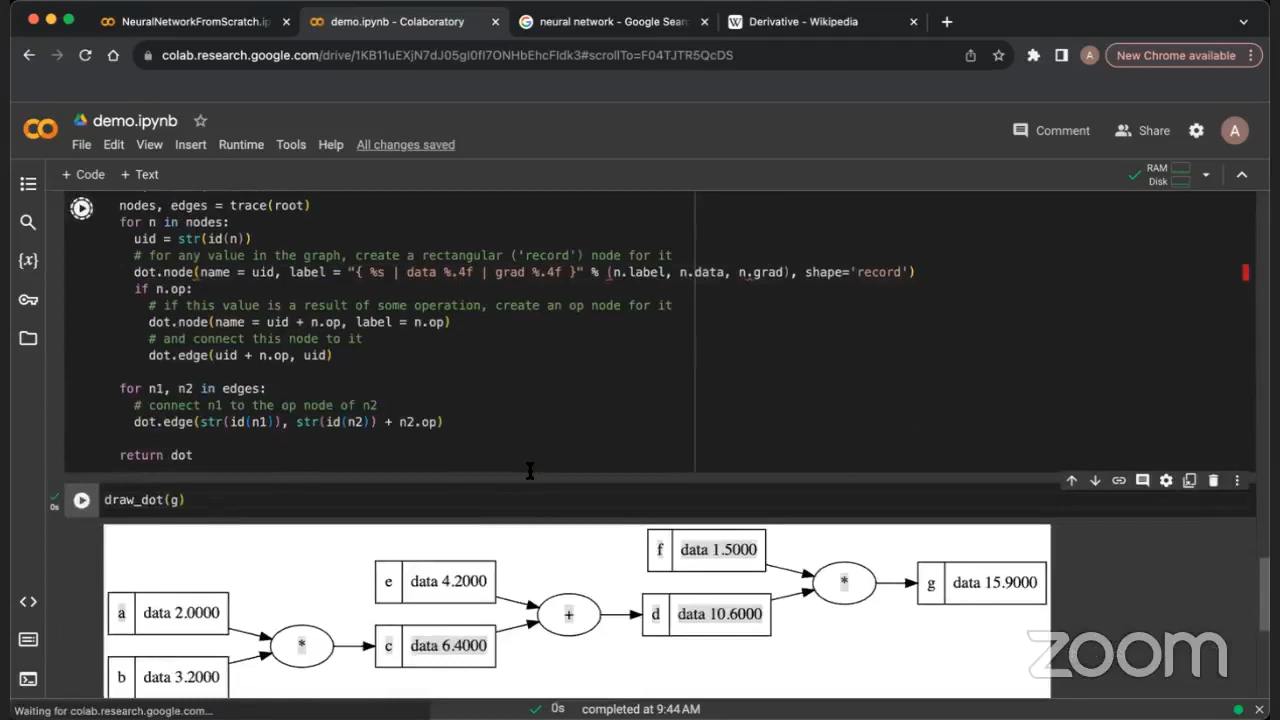 NeuralNetworkFromScratch.ip
demo.ipynb - Colaboratory
neural network - Google Sear
Derivative - Wikipedia
colab.research.google.com/drive/1KB11uEXjN7dJ05gI0fI7ONHbEhcFIdk3#scrollTo=F04TJTR5QcDS
A
New Chrome available
demo.ipynb
File Edit View Insert Runtime Tools Help All changes saved
Comment Share A
+ Code + Text
RAM
Disk
nodes, edges = trace(root)
for n in nodes:
uid = str(id(n))
# for any value in the graph, create a rectangular ('record') node for it
dot.node(name = uid, label = "{ %s | data %.4f | grad %.4f }" % (n.label, n.data, n.grad), shape='record')
if n.op:
# if this value is a result of some operation, create an op node for it
dot.node(name = uid + n.op, label = n.op)
# and connect this node to it
dot.edge(uid + n.op, uid)
for n1, n2 in edges:
# connect n1 to the op node of n2
dot.edge(str(id(n1)), str(id(n2)) + n2.op)
return dot
0s
draw_dot(g)
f data 1.5000
e data 4.2000
* g data 15.9000
a data 2.0000
+ d data 10.6000
* c data 6.4000
b data 3.2000
zoom
Waiting for colab.research.google.com...
0s completed at 9:44AM